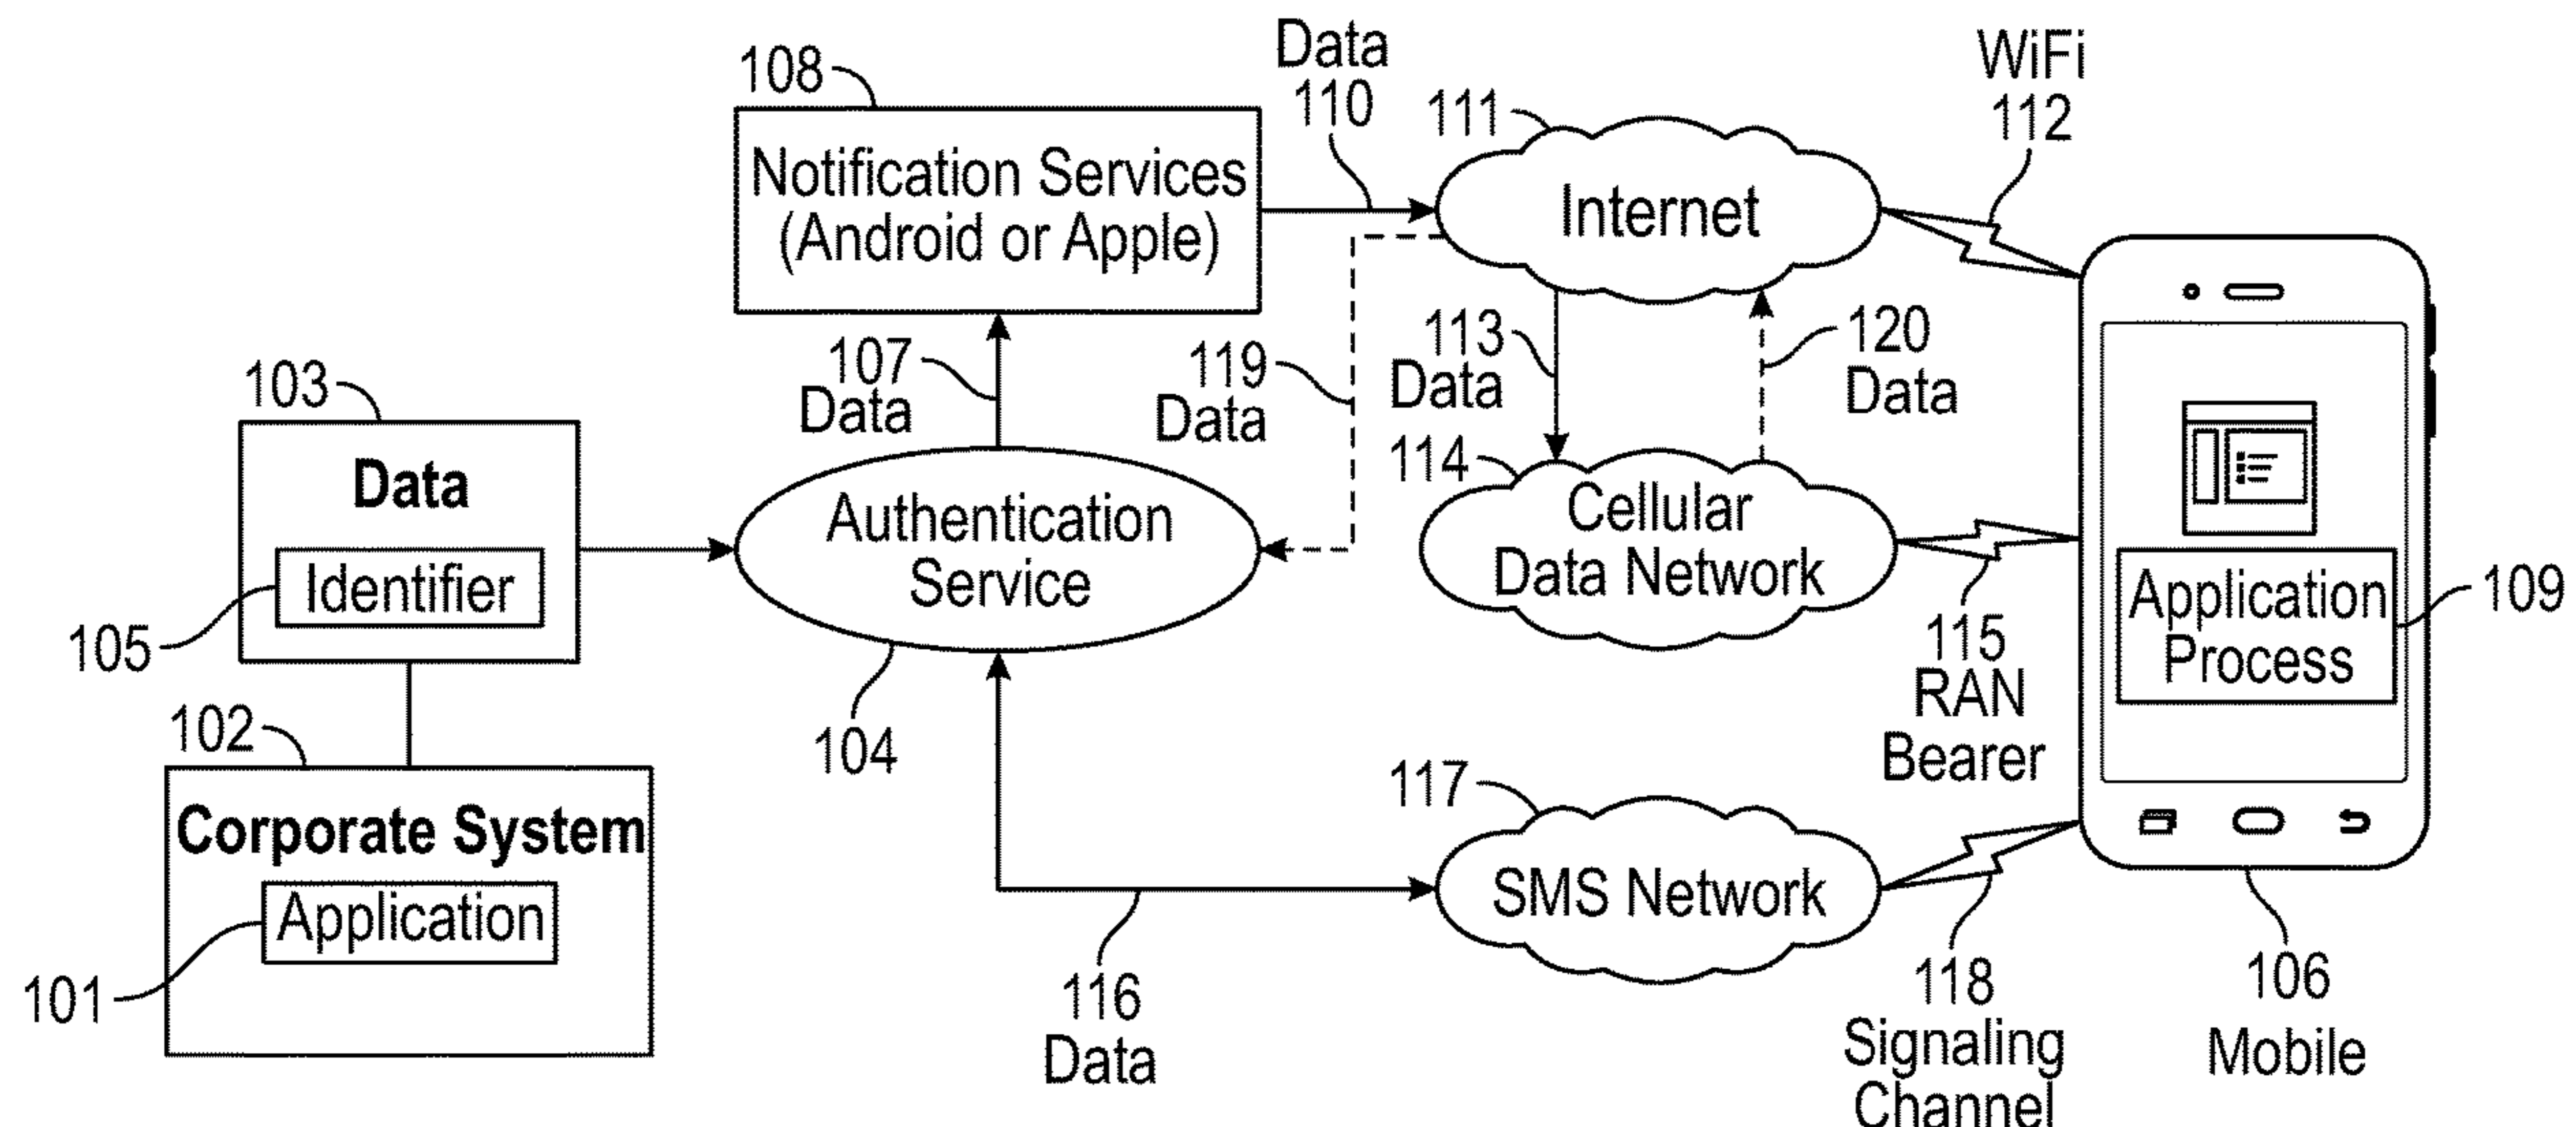 108
Notification Services
(Android or Apple)
Data
110
111
Internet
WiFi
112
107
Data
119
Data
113
Data
120
Data
103
Data
Identifier
105
Authentication
Service
104
114
Cellular
Data Network
115
RAN
Bearer
Application
Process
109
102
Corporate System
Application
101
116
Data
117
SMS Network
118
Signaling
Channel
106
Mobile